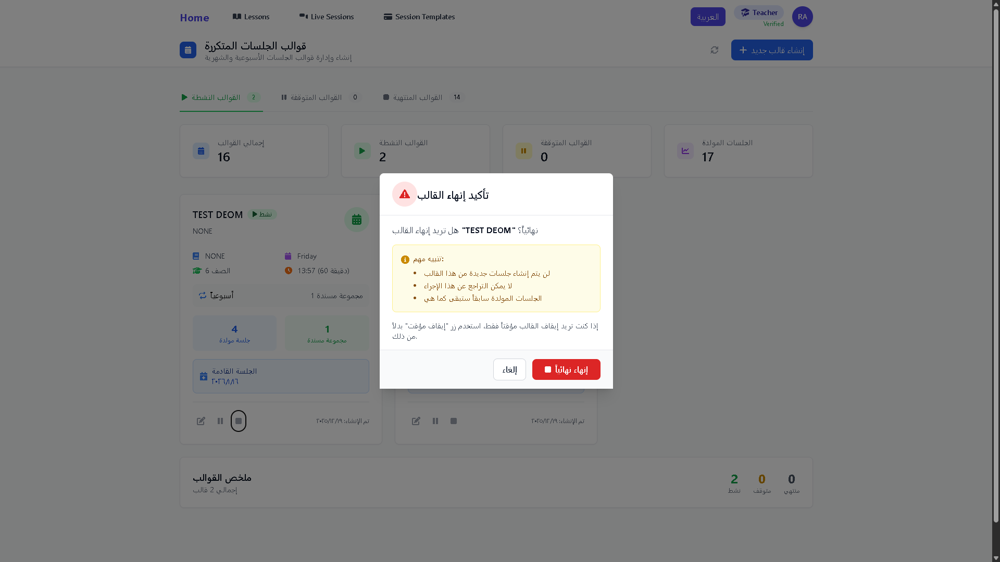 Home
Lessons
Live Sessions
Session Templates
العربية
Teacher
Verified
RA
قوالب الجلسات المتكررة
إنشاء وإدارة قوالب الجلسات الأسبوعية والشهرية
إنشاء قالب جديد
القوالب النشطة 2
القوالب المتوقفة 0
القوالب المنتهية 14
إجمالي القوالب
16
القوالب النشطة
2
القوالب المتوقفة
0
الجلسات المولدة
17
TEST DEOM
نشط
NONE
NONE
Friday
الصف 6
13:57 (60 دقيقة)
أسبوعياً
1 مجموعة مسندة
4
جلسة مولدة
1
مجموعة مسندة
الجلسة القادمة
١٦‏/١‏/٢٠٢٦
تم الإنشاء: ١٩‏/١٢‏/٢٠٢٥
تم الإنشاء: ١٩‏/١٢‏/٢٠٢٥
تأكيد إنهاء القالب
هل تريد إنهاء القالب "TEST DEOM" نهائياً؟
تنبيه مهم:
• لن يتم إنشاء جلسات جديدة من هذا القالب
• لا يمكن التراجع عن هذا الإجراء
• الجلسات المولدة سابقاً ستبقى كما هي
إذا كنت تريد إيقاف القالب مؤقتاً فقط، استخدم زر "إيقاف مؤقت" بدلاً
من ذلك.
إلغاء
إنهاء نهائياً
ملخص القوالب
إجمالي 2 قالب
2
نشط
0
متوقف
0
منتهي